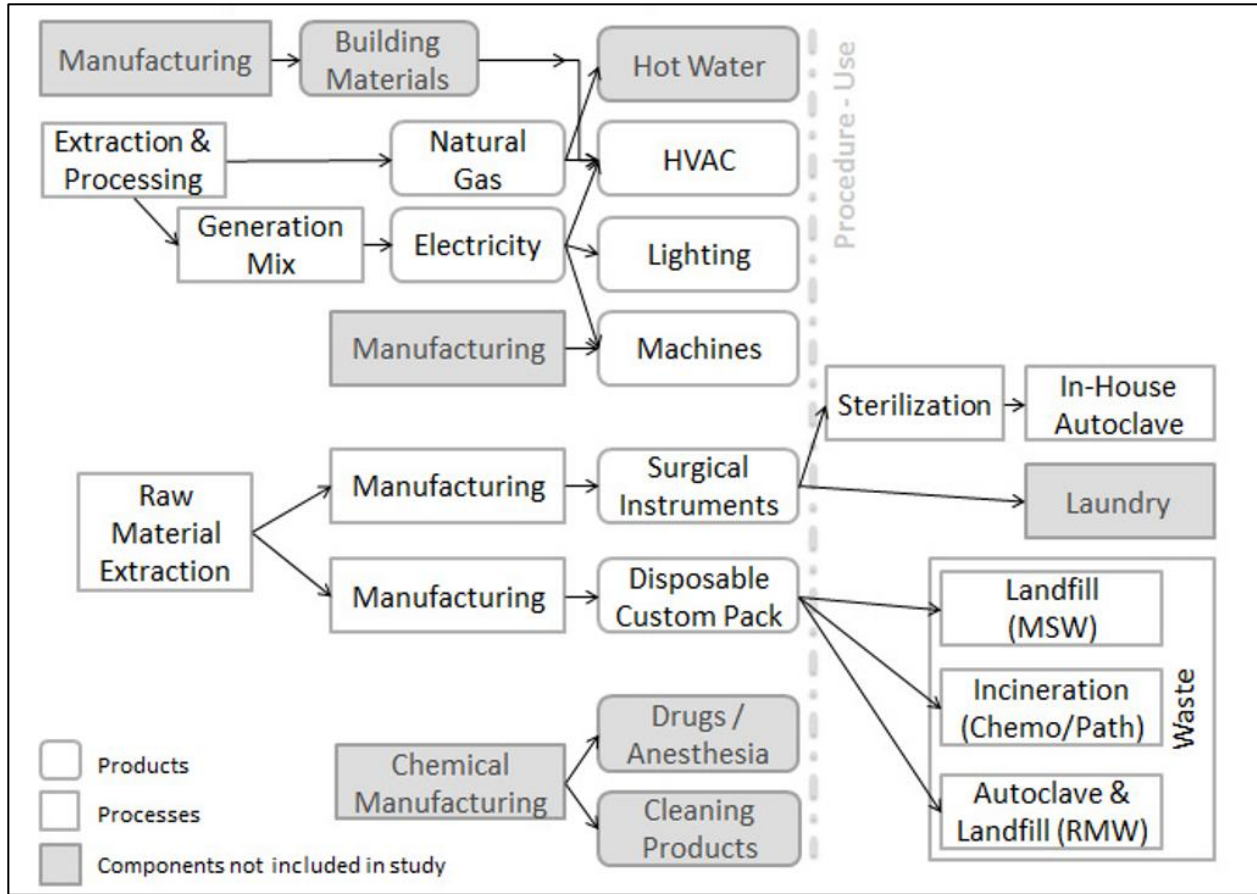 Manufacturing
Building
Materials
Hot Water
Procedure - Use
Extraction &
Processing
Natural
Gas
HVAC
Generation
Mix
Electricity
Lighting
Manufacturing
Machines
Sterilization
In-House
Autoclave
Raw
Material
Extraction
Manufacturing
Surgical
Instruments
Laundry
Manufacturing
Disposable
Custom Pack
Landfill
(MSW)
Incineration
(Chemo/Path)
Autoclave &
Landfill (RMW)
Waste
Chemical
Manufacturing
Drugs /
Anesthesia
Cleaning
Products
Products
Processes
Components not included in study